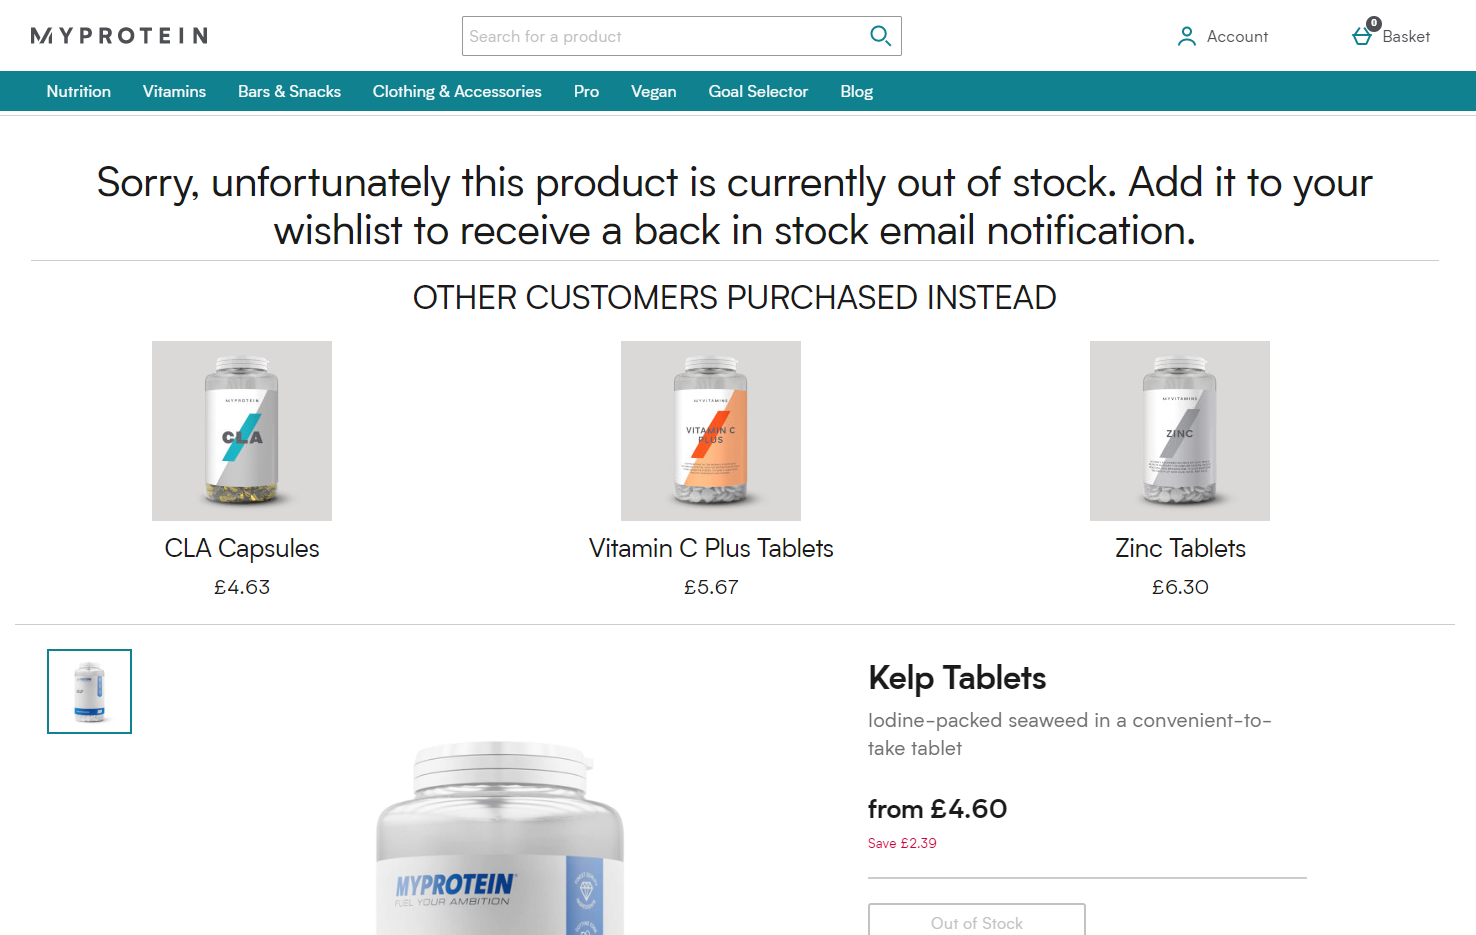 MYPROTEIN
Search for a product
Account
0
Basket
Nutrition
Vitamins
Bars & Snacks
Clothing & Accessories
Pro
Vegan
Goal Selector
Blog
Sorry, unfortunately this product is currently out of stock. Add it to your
wishlist to receive a back in stock email notification.
OTHER CUSTOMERS PURCHASED INSTEAD
MYPROTEIN
CLA
MYVITAMINS
VITAMIN C
PLUS
MYVITAMINS
ZINC
CLA Capsules
Vitamin C Plus Tablets
Zinc Tablets
£4.63
£5.67
£6.30
Kelp Tablets
Iodine-packed seaweed in a convenient-to-
take tablet
from £4.60
Save £2.39
MYPROTEIN
FUEL YOUR AMBITION
Out of Stock